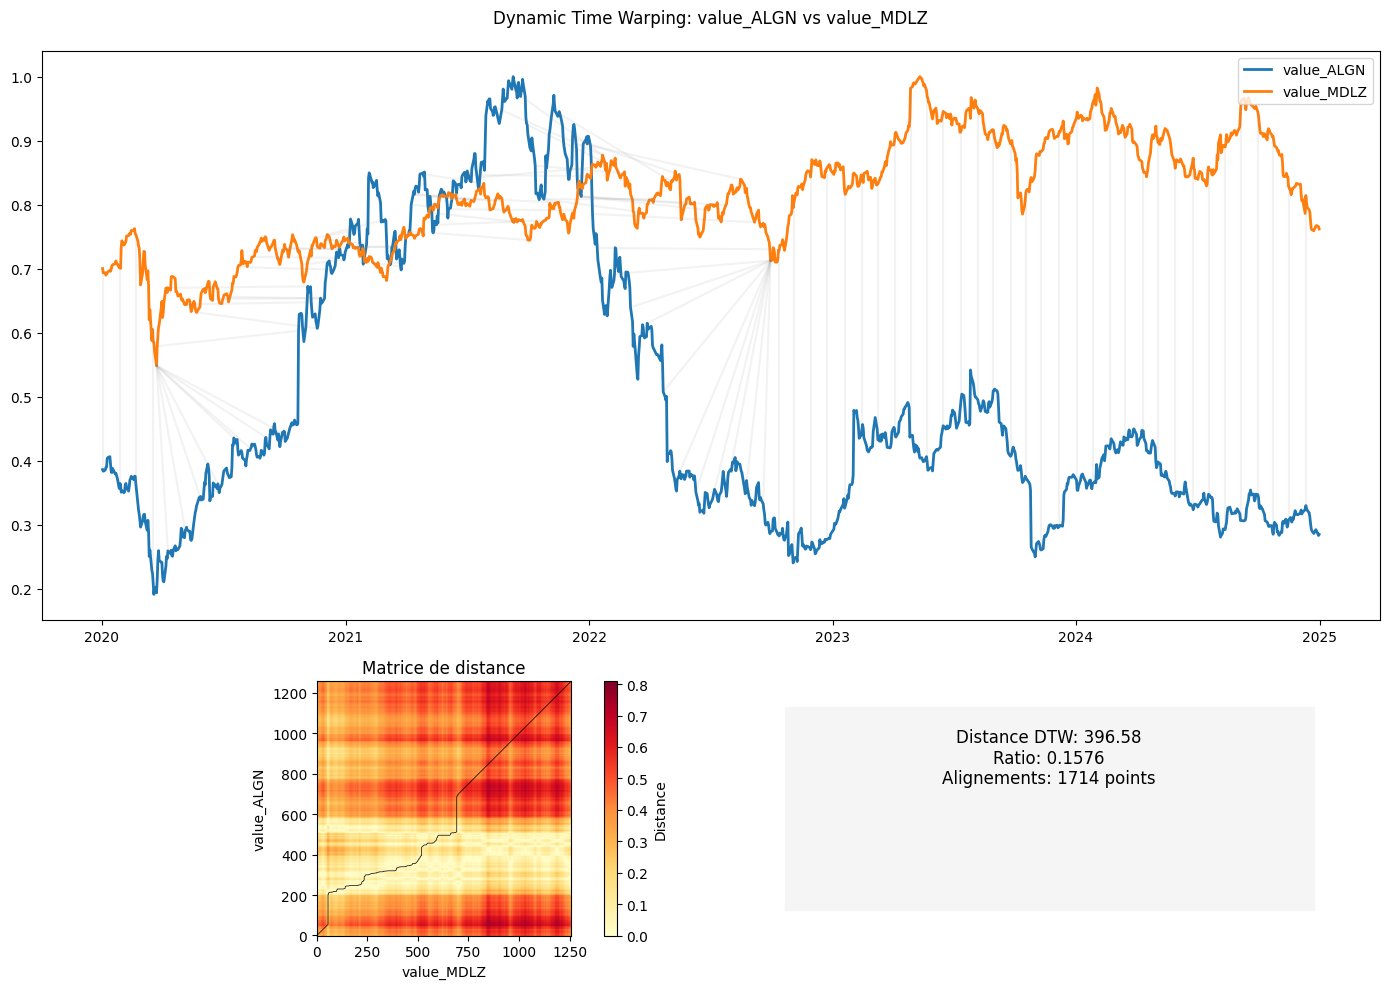 Dynamic Time Warping: value_ALGN vs value_MDLZ
value_ALGN
value_MDLZ
1.0
0.9
0.8
0.7
0.6
0.5
0.4
0.3
0.2
2020 2021 2022 2023 2024 2025
Matrice de distance
value_ALGN
1200
1000
800
600
400
200
0
0 250 500 750 1000 1250
value_MDLZ
0.8
0.7
0.6
0.5
0.4
0.3
0.2
0.1
0.0
Distance
Distance DTW: 396.58
Ratio: 0.1576
Alignements: 1714 points